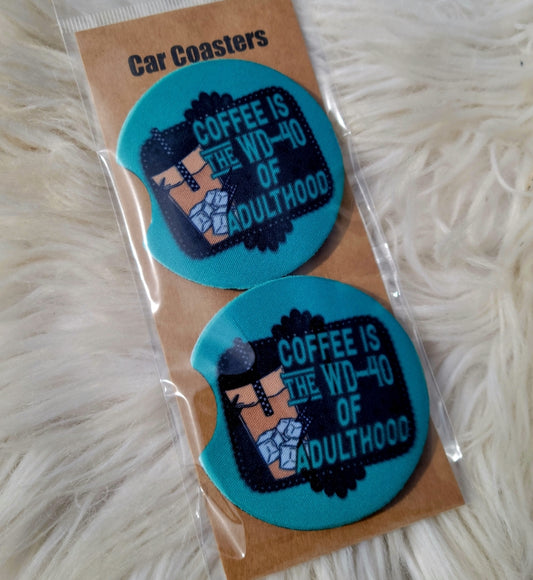 Car Coasters
COFFEE IS
THE WD-40
OF
ADULTHOOD
COFFEE IS
THE WD-40
OF
ADULTHOOD